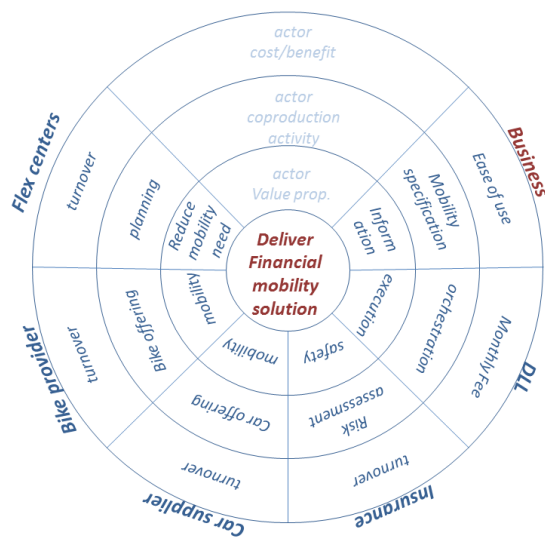 actor
cost/benefit
actor
coproduction
activity
actor
Value prop.
Deliver
Financial
mobility
solution
Business
Ease of use
Mobility
specification
Inform
ation
DLL
Monthly Fee
orchestration
execution
Insurance
turnover
Risk
assessment
safety
Car supplier
turnover
Car offering
mobility
Bike provider
turnover
Bike offering
mobility
Flex centers
turnover
planning
Reduce
mobility
need